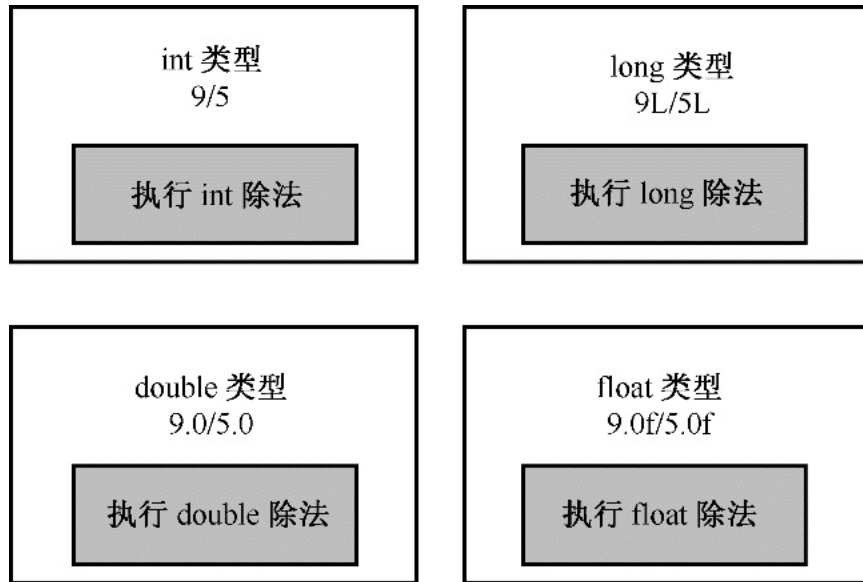 int 类型
9/5
执行 int 除法
long 类型
9L/5L
执行 long 除法
double 类型
9.0/5.0
执行 double 除法
float 类型
9.0f/5.0f
执行 float 除法